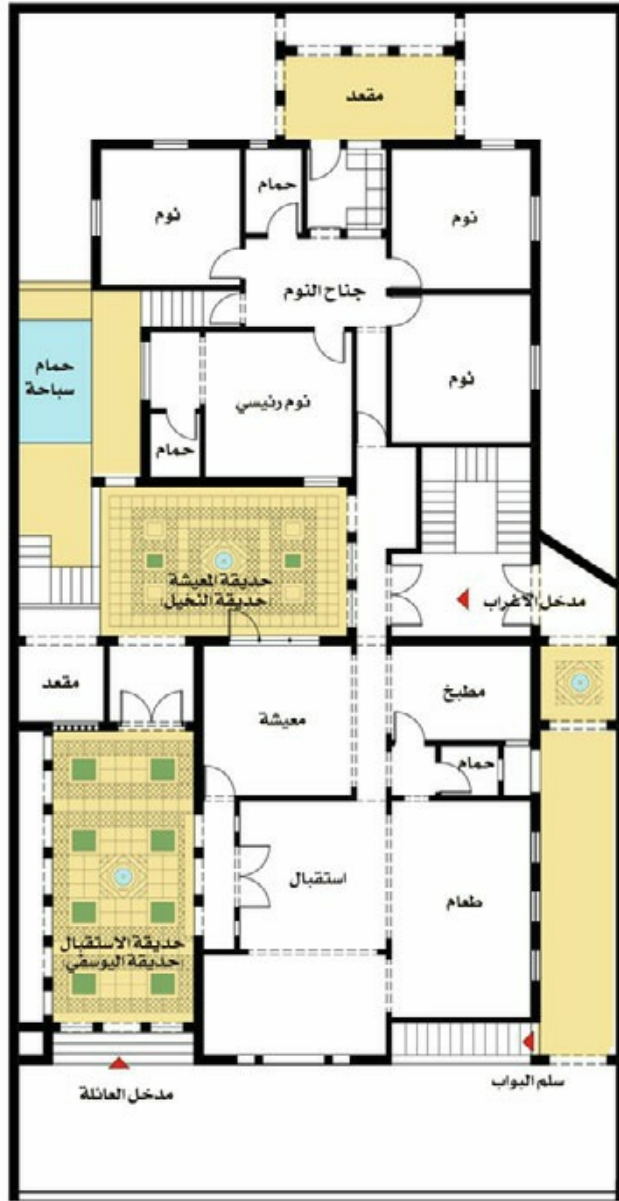 مقعد
حمام
نوم
نوم
جناح النوم
نوم
حمام
سباحة
نوم رئيسي
حمام
حديقة المعيشة
(حديقة النخيل)
مدخل الاغراب
مقعد
معيشة
مطبخ
حمام
استقبال
طعام
حديقة الاستقبال
(حديقة اليوسفي)
مدخل العائلة
سلم البواب